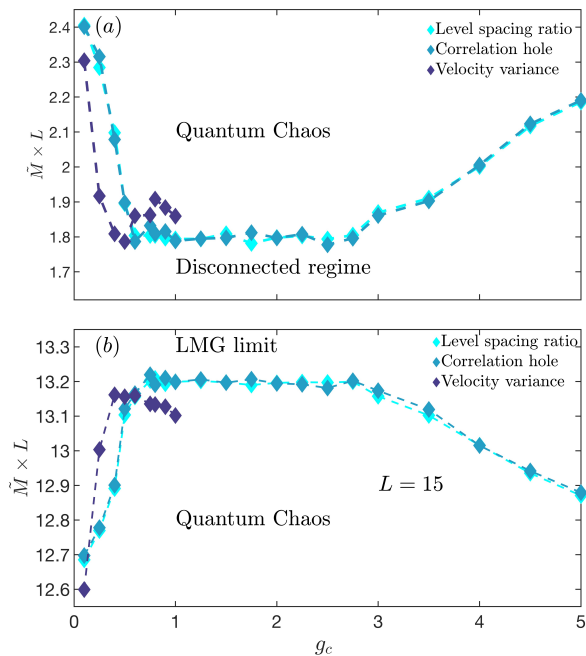 (a)
Level spacing ratio
Correlation hole
Velocity variance
2.4
2.3
2.2
2.1
2
1.9
1.8
1.7
M̃ × L
Quantum Chaos
Disconnected regime
(b)
LMG limit
Level spacing ratio
Correlation hole
Velocity variance
13.3
13.2
13.1
13
12.9
12.8
12.7
12.6
M̃ × L
L = 15
Quantum Chaos
0 1 2 3 4 5
g_c